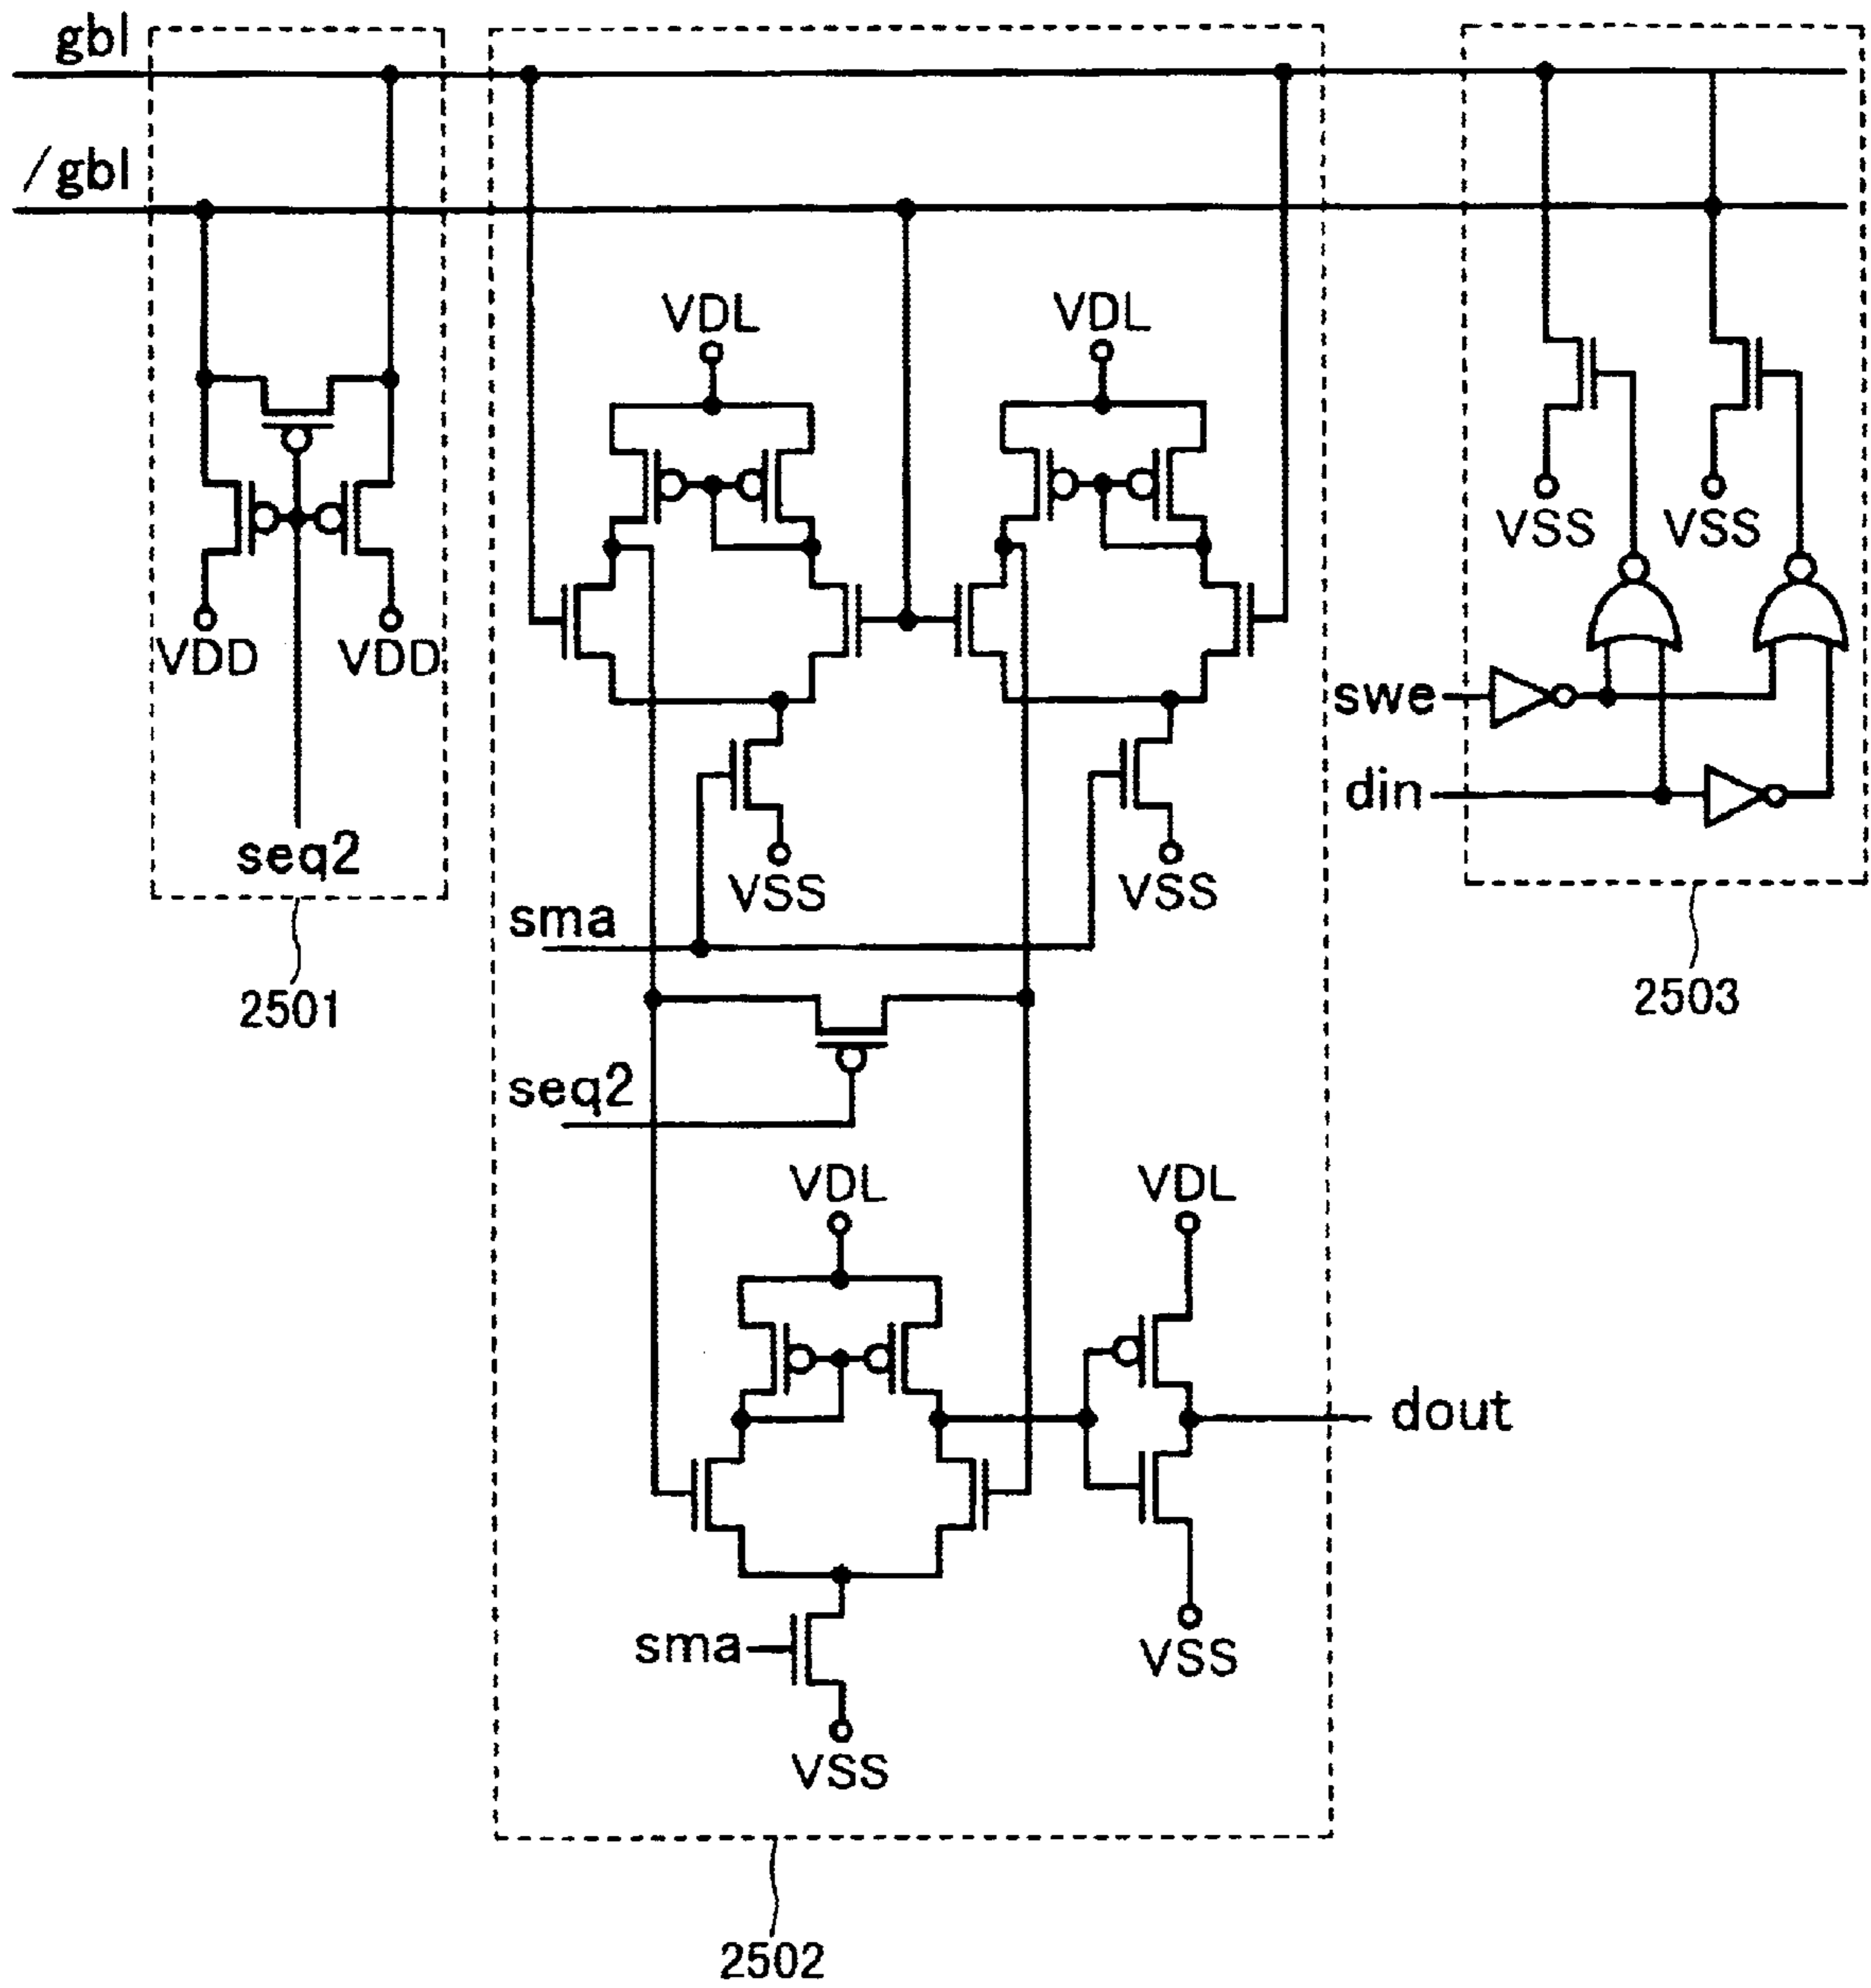 gbl
/gbl
VDL
VDL
VSS
VSS
VDD
VDD
swe
din
seq2
VSS
VSS
sma
2501
2503
seq2
VDL
VDL
dout
sma
VSS
VSS
2502